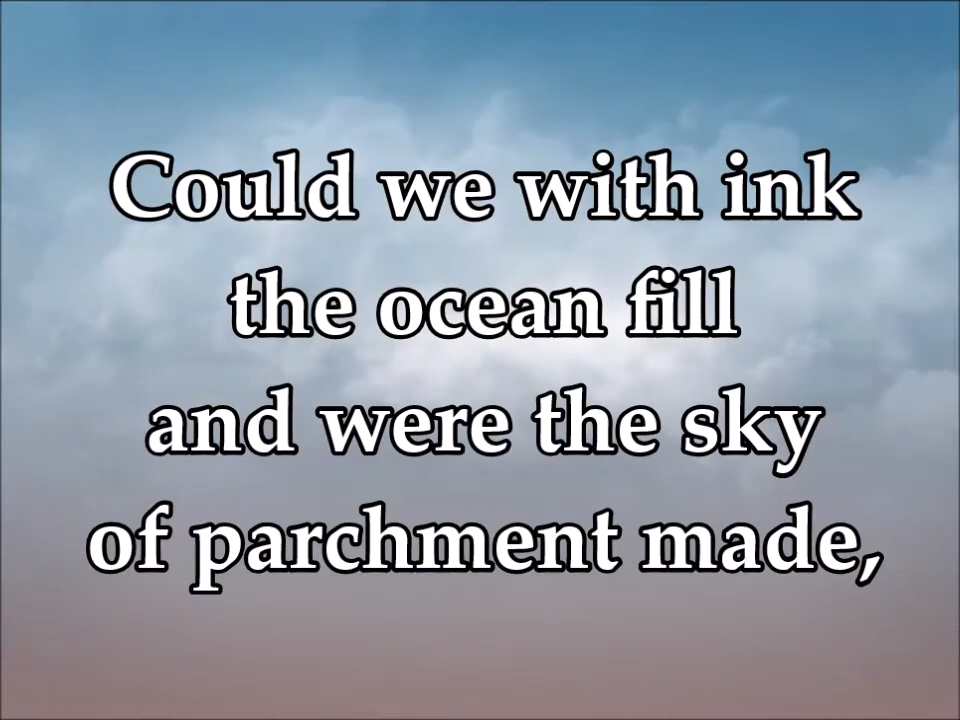 Could we with ink
the ocean fill
and were the sky
of parchment made,